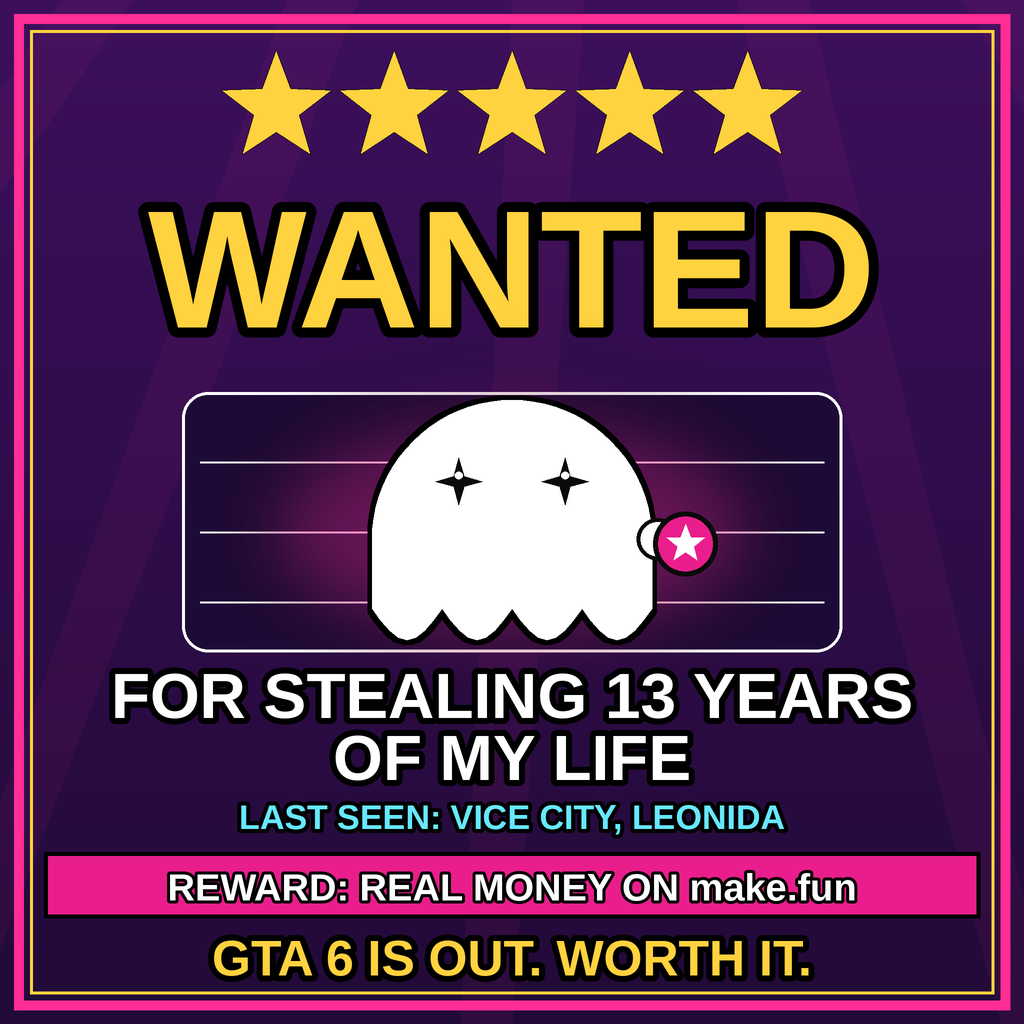 WANTED
FOR STEALING 13 YEARS
OF MY LIFE
LAST SEEN: VICE CITY, LEONIDA
REWARD: REAL MONEY ON make.fun
GTA 6 IS OUT. WORTH IT.